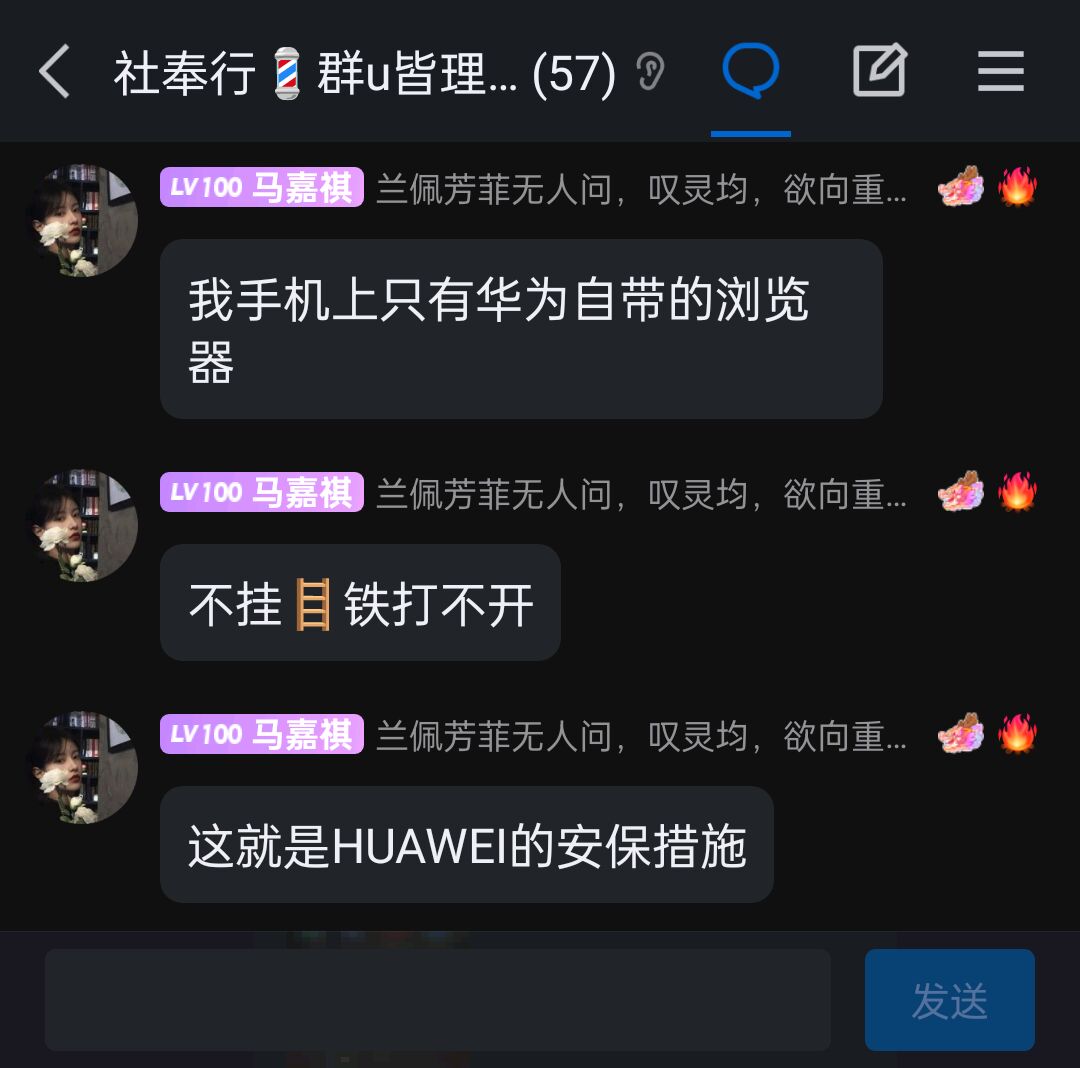 社奉行💈群u皆理... (57)
LV100 马嘉祺 兰佩芳菲无人问，叹灵均，欲向重...
我手机上只有华为自带的浏览
器
LV100 马嘉祺 兰佩芳菲无人问，叹灵均，欲向重...
不挂🪜铁打不开
LV100 马嘉祺 兰佩芳菲无人问，叹灵均，欲向重...
这就是HUAWEI的安保措施
发送